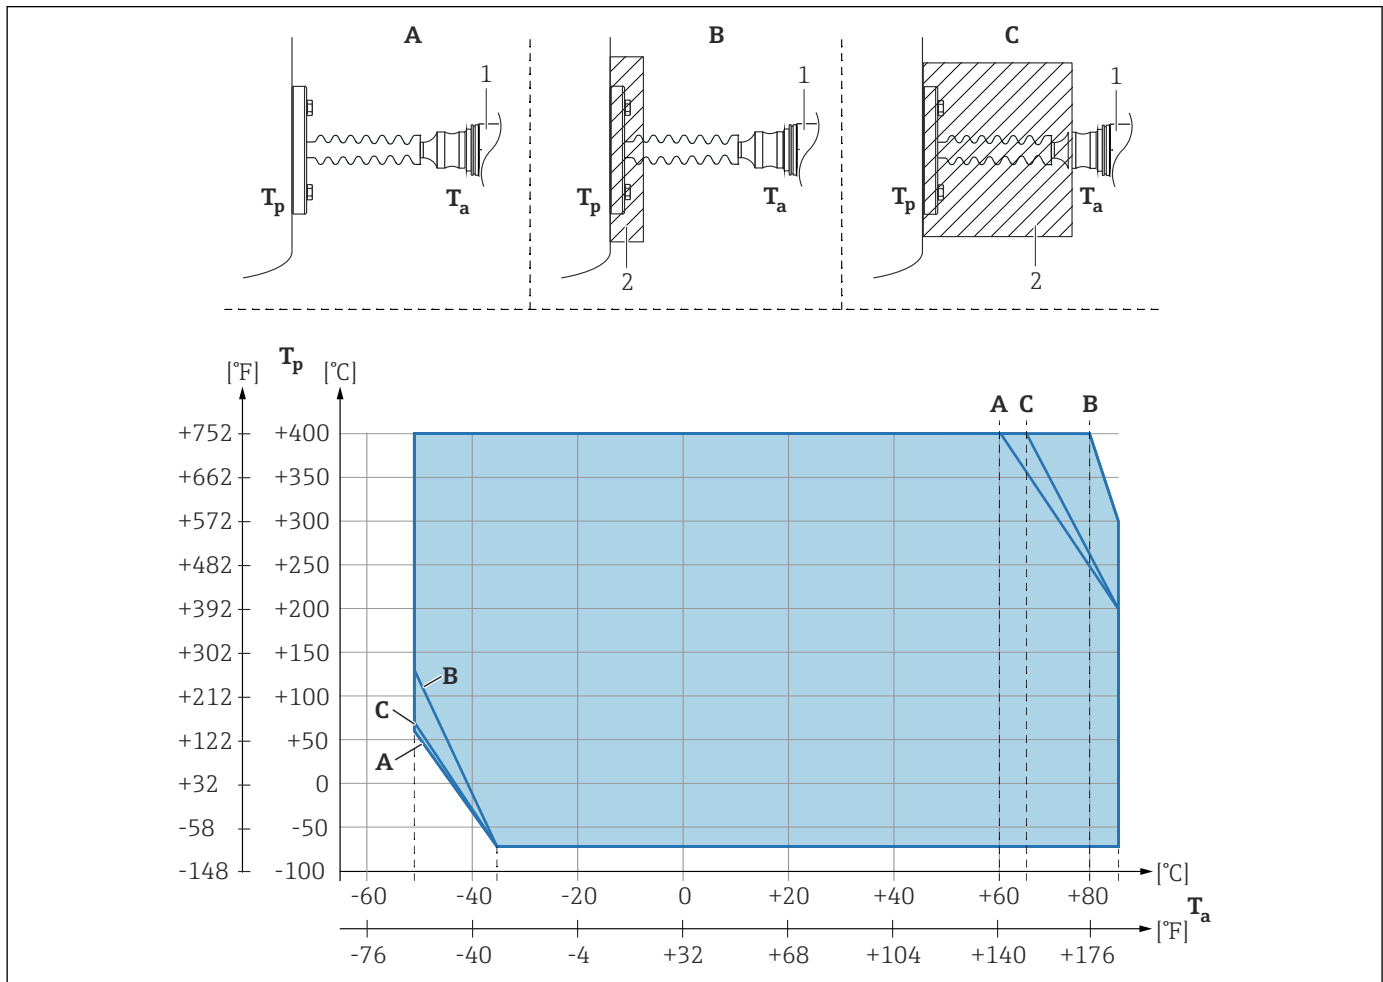 A B C
1 1 1
Tp Ta Tp Ta Tp Ta
2 2
Tp
[°F] [°C]
A C B
+752 +400
+662 +350
+572 +300
+482 +250
+392 +200
+302 +150
B
+212 +100
C
+122 +50
A
+32 0
-58 -50
-148 -100
[°C]
-60 -40 -20 0 +20 +40 +60 +80
Ta
[°F]
-76 -40 -4 +32 +68 +104 +140 +176